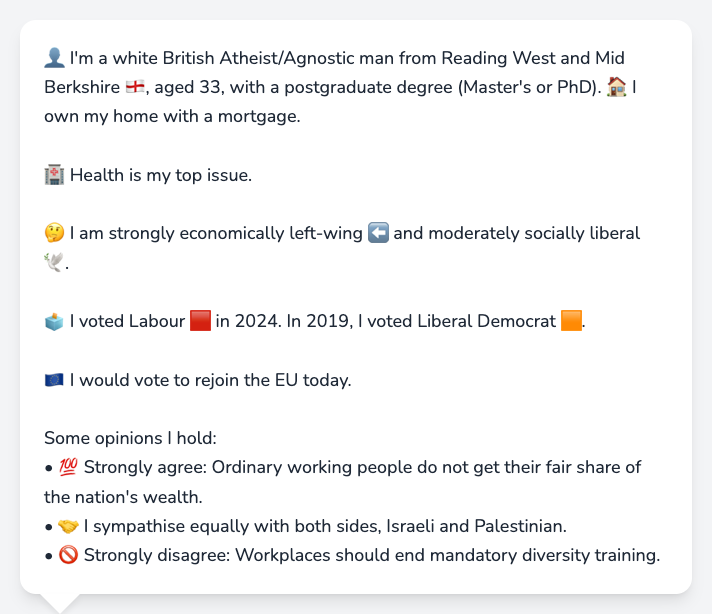 👤 I'm a white British Atheist/Agnostic man from Reading West and Mid
Berkshire 🏴󠁧󠁢󠁥󠁮󠁧󠁿, aged 33, with a postgraduate degree (Master's or PhD). 🏠 I
own my home with a mortgage.
🏥 Health is my top issue.
🤔 I am strongly economically left-wing ⬅️ and moderately socially liberal
🕊️.
🗳️ I voted Labour 🟥 in 2024. In 2019, I voted Liberal Democrat 🟧.
🇪🇺 I would vote to rejoin the EU today.
Some opinions I hold:
• 💯 Strongly agree: Ordinary working people do not get their fair share of
the nation's wealth.
• 🤝 I sympathise equally with both sides, Israeli and Palestinian.
• 🚫 Strongly disagree: Workplaces should end mandatory diversity training.